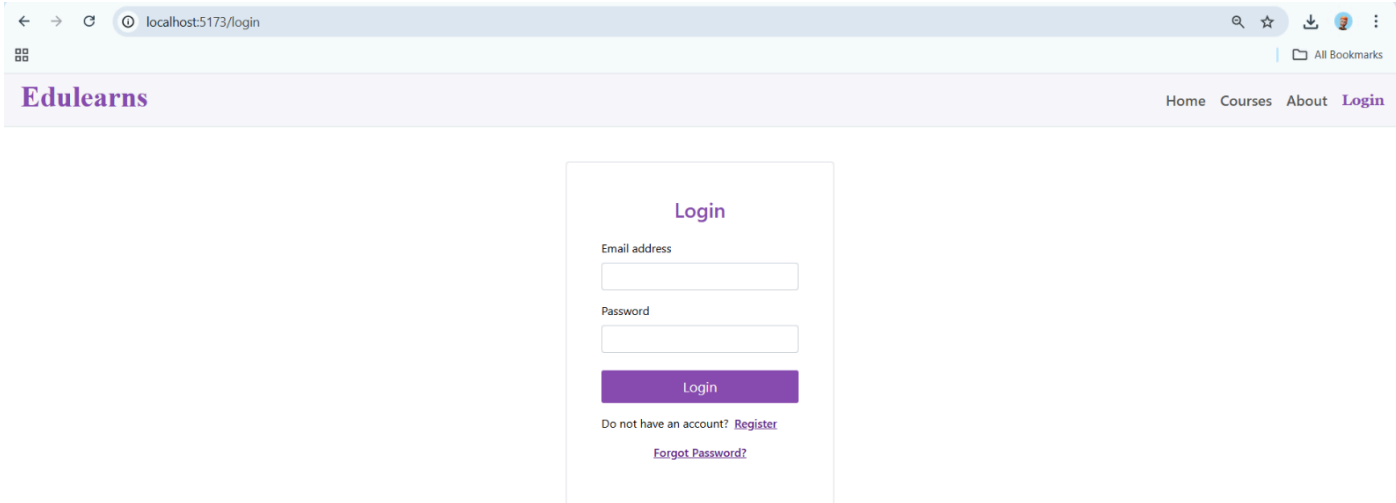 localhost:5173/login
All Bookmarks
Edulearns
Home Courses About Login
Login
Email address
Password
Login
Do not have an account? Register
Forgot Password?